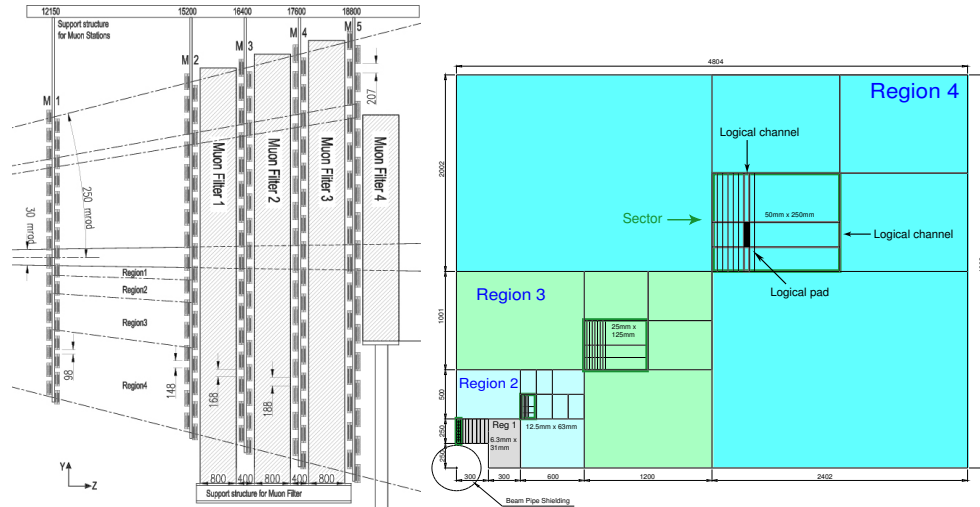 12150
15200
16400
17600
18800
Support structure
for Muon Stations
M 1
M 2
M 3
M 4
M 5
207
Muon Filter 1
Muon Filter 2
Muon Filter 3
Muon Filter 4
250 mrod
30 mrod
Region1
Region2
Region3
Region4
98
148
168
188
Y
Z
800
400
800
400
800
Support structure for Muon Filter
4804
Region 4
Logical channel
2002
Sector
50mm x 250mm
Logical channel
Logical pad
Region 3
1001
25mm x
125mm
Region 2
500
Reg 1
12.5mm x 63mm
6.3mm x
31mm
250
250
300
300
600
1200
2402
Beam Pipe Shielding